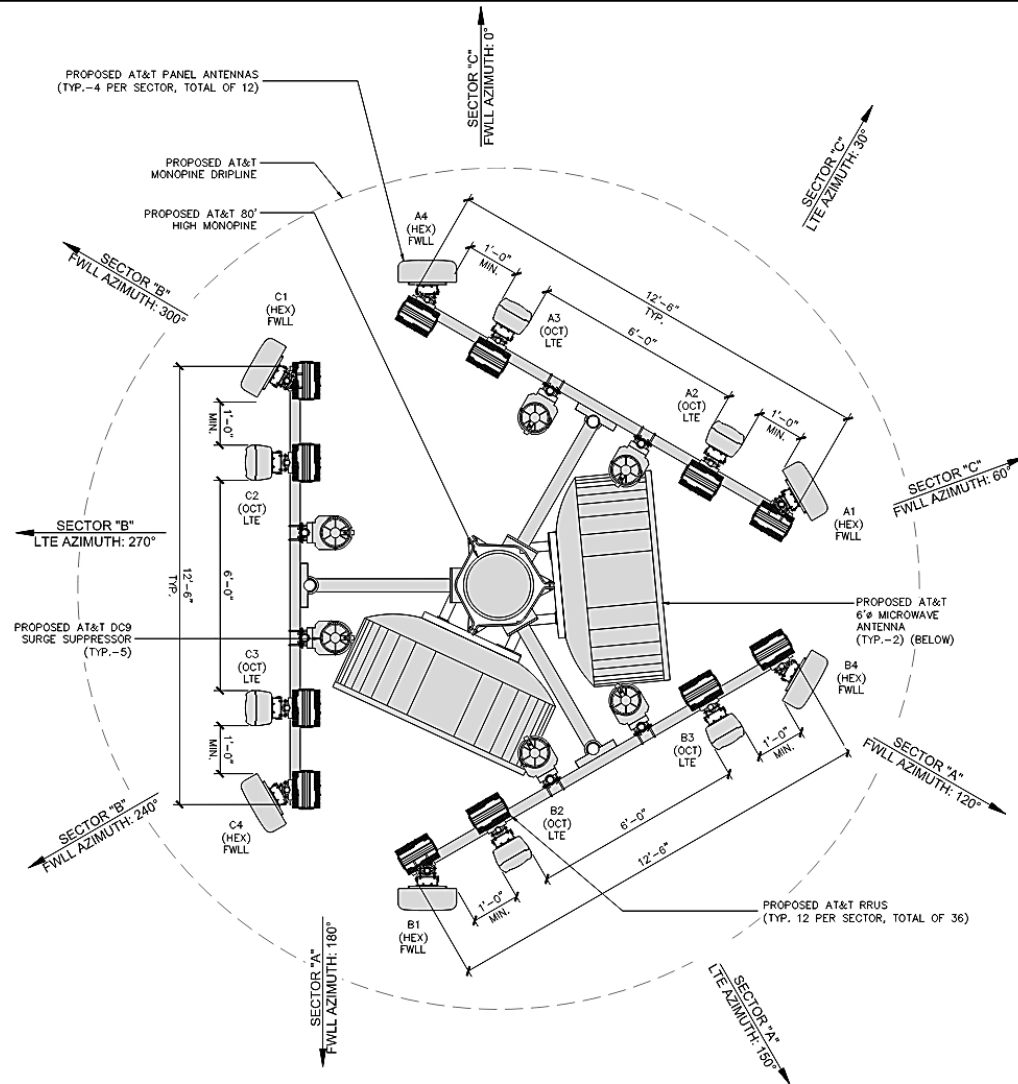 SECTOR "C"
FWLL AZIMUTH: 0°
PROPOSED AT&T PANEL ANTENNAS
(TYP.-4 PER SECTOR, TOTAL OF 12)
SECTOR "C"
LTE AZIMUTH: 30°
PROPOSED AT&T
MONOPINE DRIPLINE
PROPOSED AT&T 80'
HIGH MONOPINE
A4
(HEX)
FWLL
1'-0"
MIN.
12'-6"
TYP.
SECTOR "B"
FWLL AZIMUTH: 300°
C1
(HEX)
FWLL
A3
(OCT)
LTE
6'-0"
A2
(OCT)
LTE
1'-0"
MIN.
1'-0"
MIN.
C2
(OCT)
LTE
SECTOR "C"
FWLL AZIMUTH: 60°
A1
(HEX)
FWLL
SECTOR "B"
LTE AZIMUTH: 270°
12'-6"
TYP.
6'-0"
PROPOSED AT&T
6'ø MICROWAVE
ANTENNA
(TYP.-2) (BELOW)
PROPOSED AT&T DC9
SURGE SUPPRESSOR
(TYP.-5)
C3
(OCT)
LTE
B4
(HEX)
FWLL
1'-0"
MIN.
B3
(OCT)
LTE
1'-0"
MIN.
SECTOR "A"
FWLL AZIMUTH: 120°
SECTOR "B"
FWLL AZIMUTH: 240°
C4
(HEX)
FWLL
B2
(OCT)
LTE
6'-0"
12'-6"
1'-0"
MIN.
B1
(HEX)
FWLL
PROPOSED AT&T RRUS
(TYP. 12 PER SECTOR, TOTAL OF 36)
SECTOR "A"
FWLL AZIMUTH: 180°
SECTOR "A"
LTE AZIMUTH: 150°